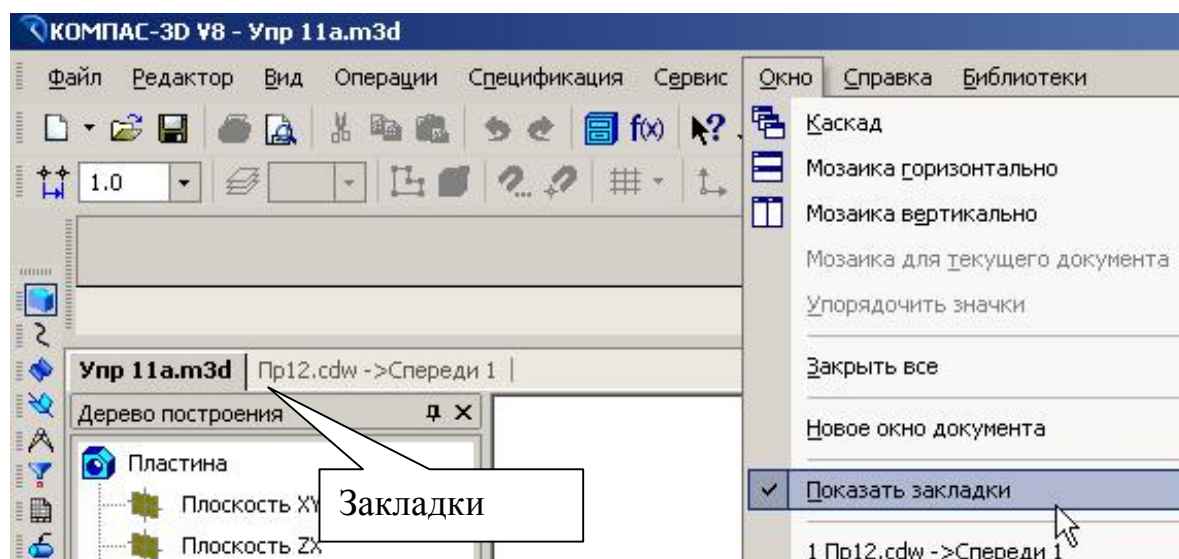 КОМПАС-3D V8 - Упр 11a.m3d
Файл Редактор Вид Операции Спецификация Сервис Окно Справка Библиотеки
f(x) ?
1.0
Каскад
Мозаика горизонтально
Мозаика вертикально
Мозаика для текущего документа
Упорядочить значки
Закрыть все
Новое окно документа
Показать закладки
1 Пр12.cdw ->Спереди 1
Упр 11a.m3d Пр12.cdw ->Спереди 1
Дерево построения
Пластина
Плоскость XY
Плоскость ZX
Закладки